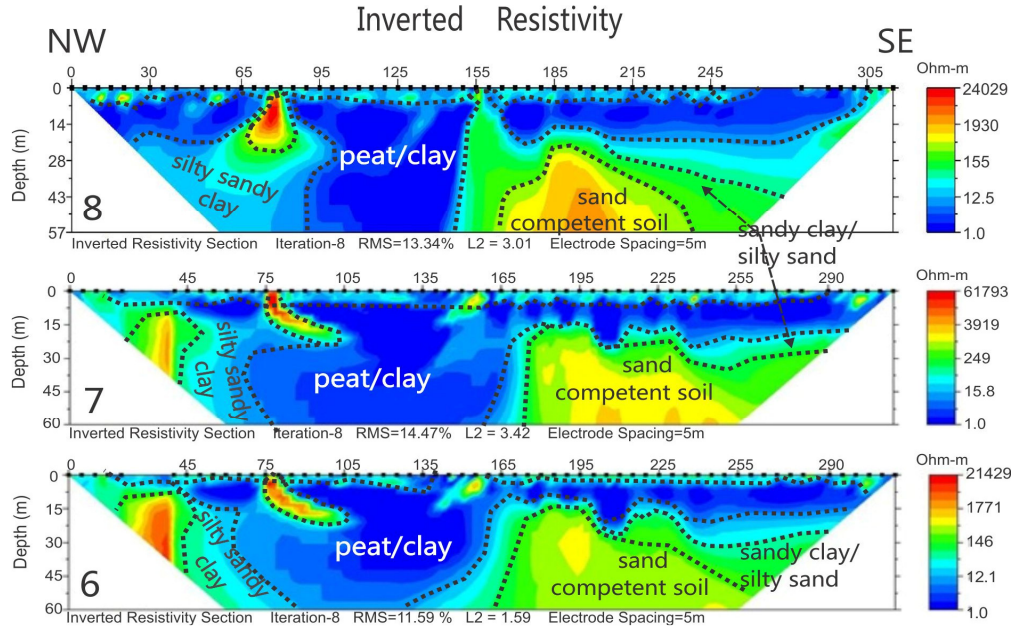 Inverted Resistivity
NW
SE
0 30 65 95 125 155 185 215 245 305
Ohm-m
Depth (m)
0
14
28
43
57
silty sandy
clay
peat/clay
sand
competent soil
8
24029
1930
155
12.5
1.0
Inverted Resistivity Section Iteration-8 RMS=13.34% L2 = 3.01 Electrode Spacing=5m
sandy clay/
silty sand
0 45 75 105 135 165 195 225 255 290
Ohm-m
Depth (m)
0
15
30
45
60
silty sandy
clay
peat/clay
sand
competent soil
7
61793
3919
249
15.8
1.0
Inverted Resistivity Section Iteration-8 RMS=14.47% L2 = 3.42 Electrode Spacing=5m
0 45 75 105 135 165 195 225 255 290
Ohm-m
Depth (m)
0
15
30
45
60
silty sandy
clay
peat/clay
sand
competent soil
sandy clay/
silty sand
6
21429
1771
146
12.1
1.0
Inverted Resistivity Section Iteration-8 RMS=11.59 % L2 = 1.59 Electrode Spacing=5m